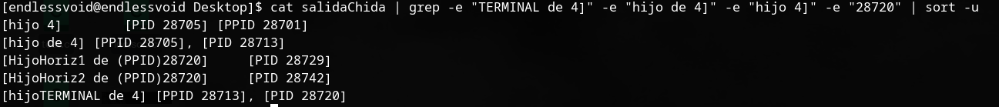 [endlessvoid@endlessvoid Desktop]$ cat salidaChida | grep -e "TERMINAL de 4]" -e "hijo de 4]" -e "hijo 4]" -e "28720" | sort -u
[hijo 4]        [PID 28705] [PPID 28701]
[hijo de 4] [PPID 28705], [PID 28713]
[HijoHoriz1 de (PPID)28720]     [PID 28729]
[HijoHoriz2 de (PPID)28720]     [PID 28742]
[hijoTERMINAL de 4] [PPID 28713], [PID 28720]